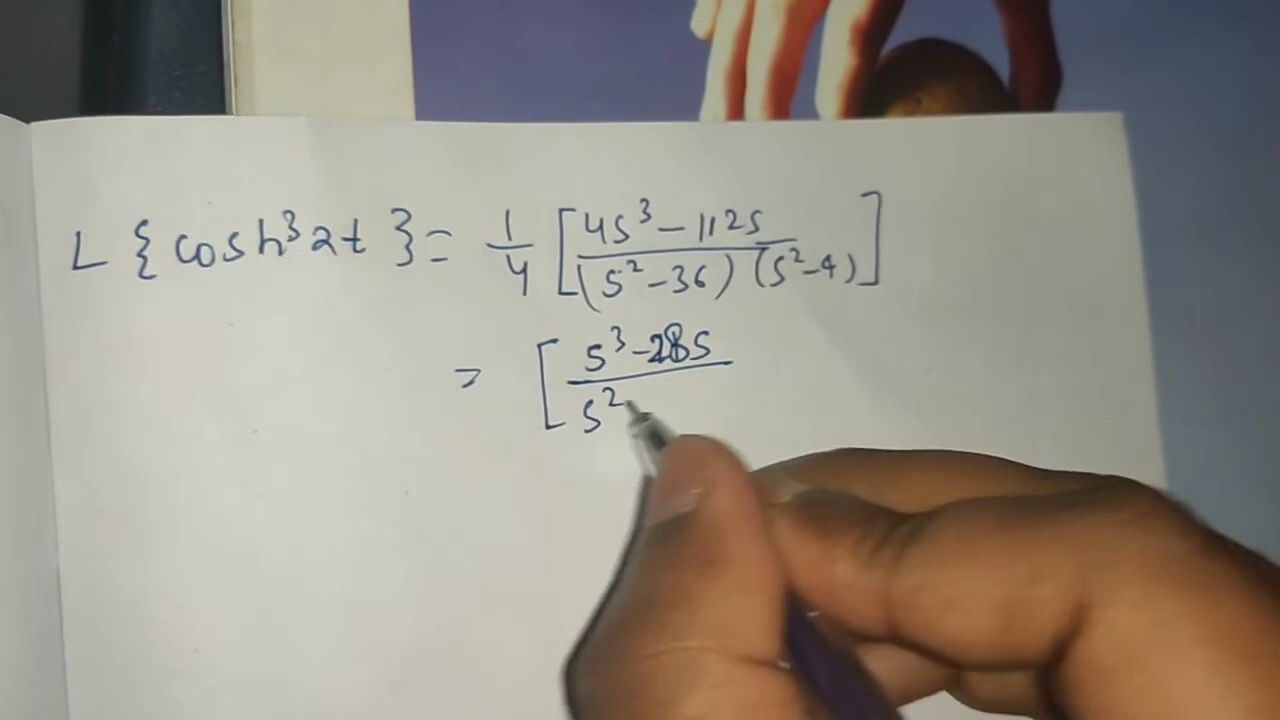 L { cosh³2t } = 1/4 [ 4s³ - 112s / (s² - 36) (s² - 4) ]
= [ s³ - 28s / s²